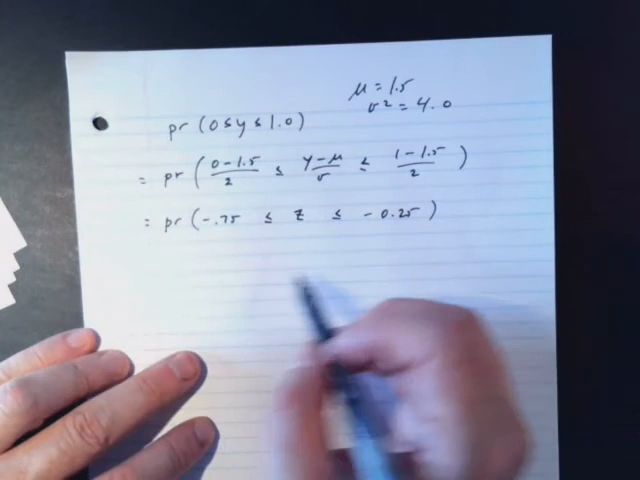 μ = 1.5
σ² = 4.0
pr (0 ≤ y ≤ 1.0)
= pr ( (0 - 1.5)/2 ≤ (y - μ)/σ ≤ (1 - 1.5)/2 )
= pr (-.75 ≤ z ≤ -0.25)